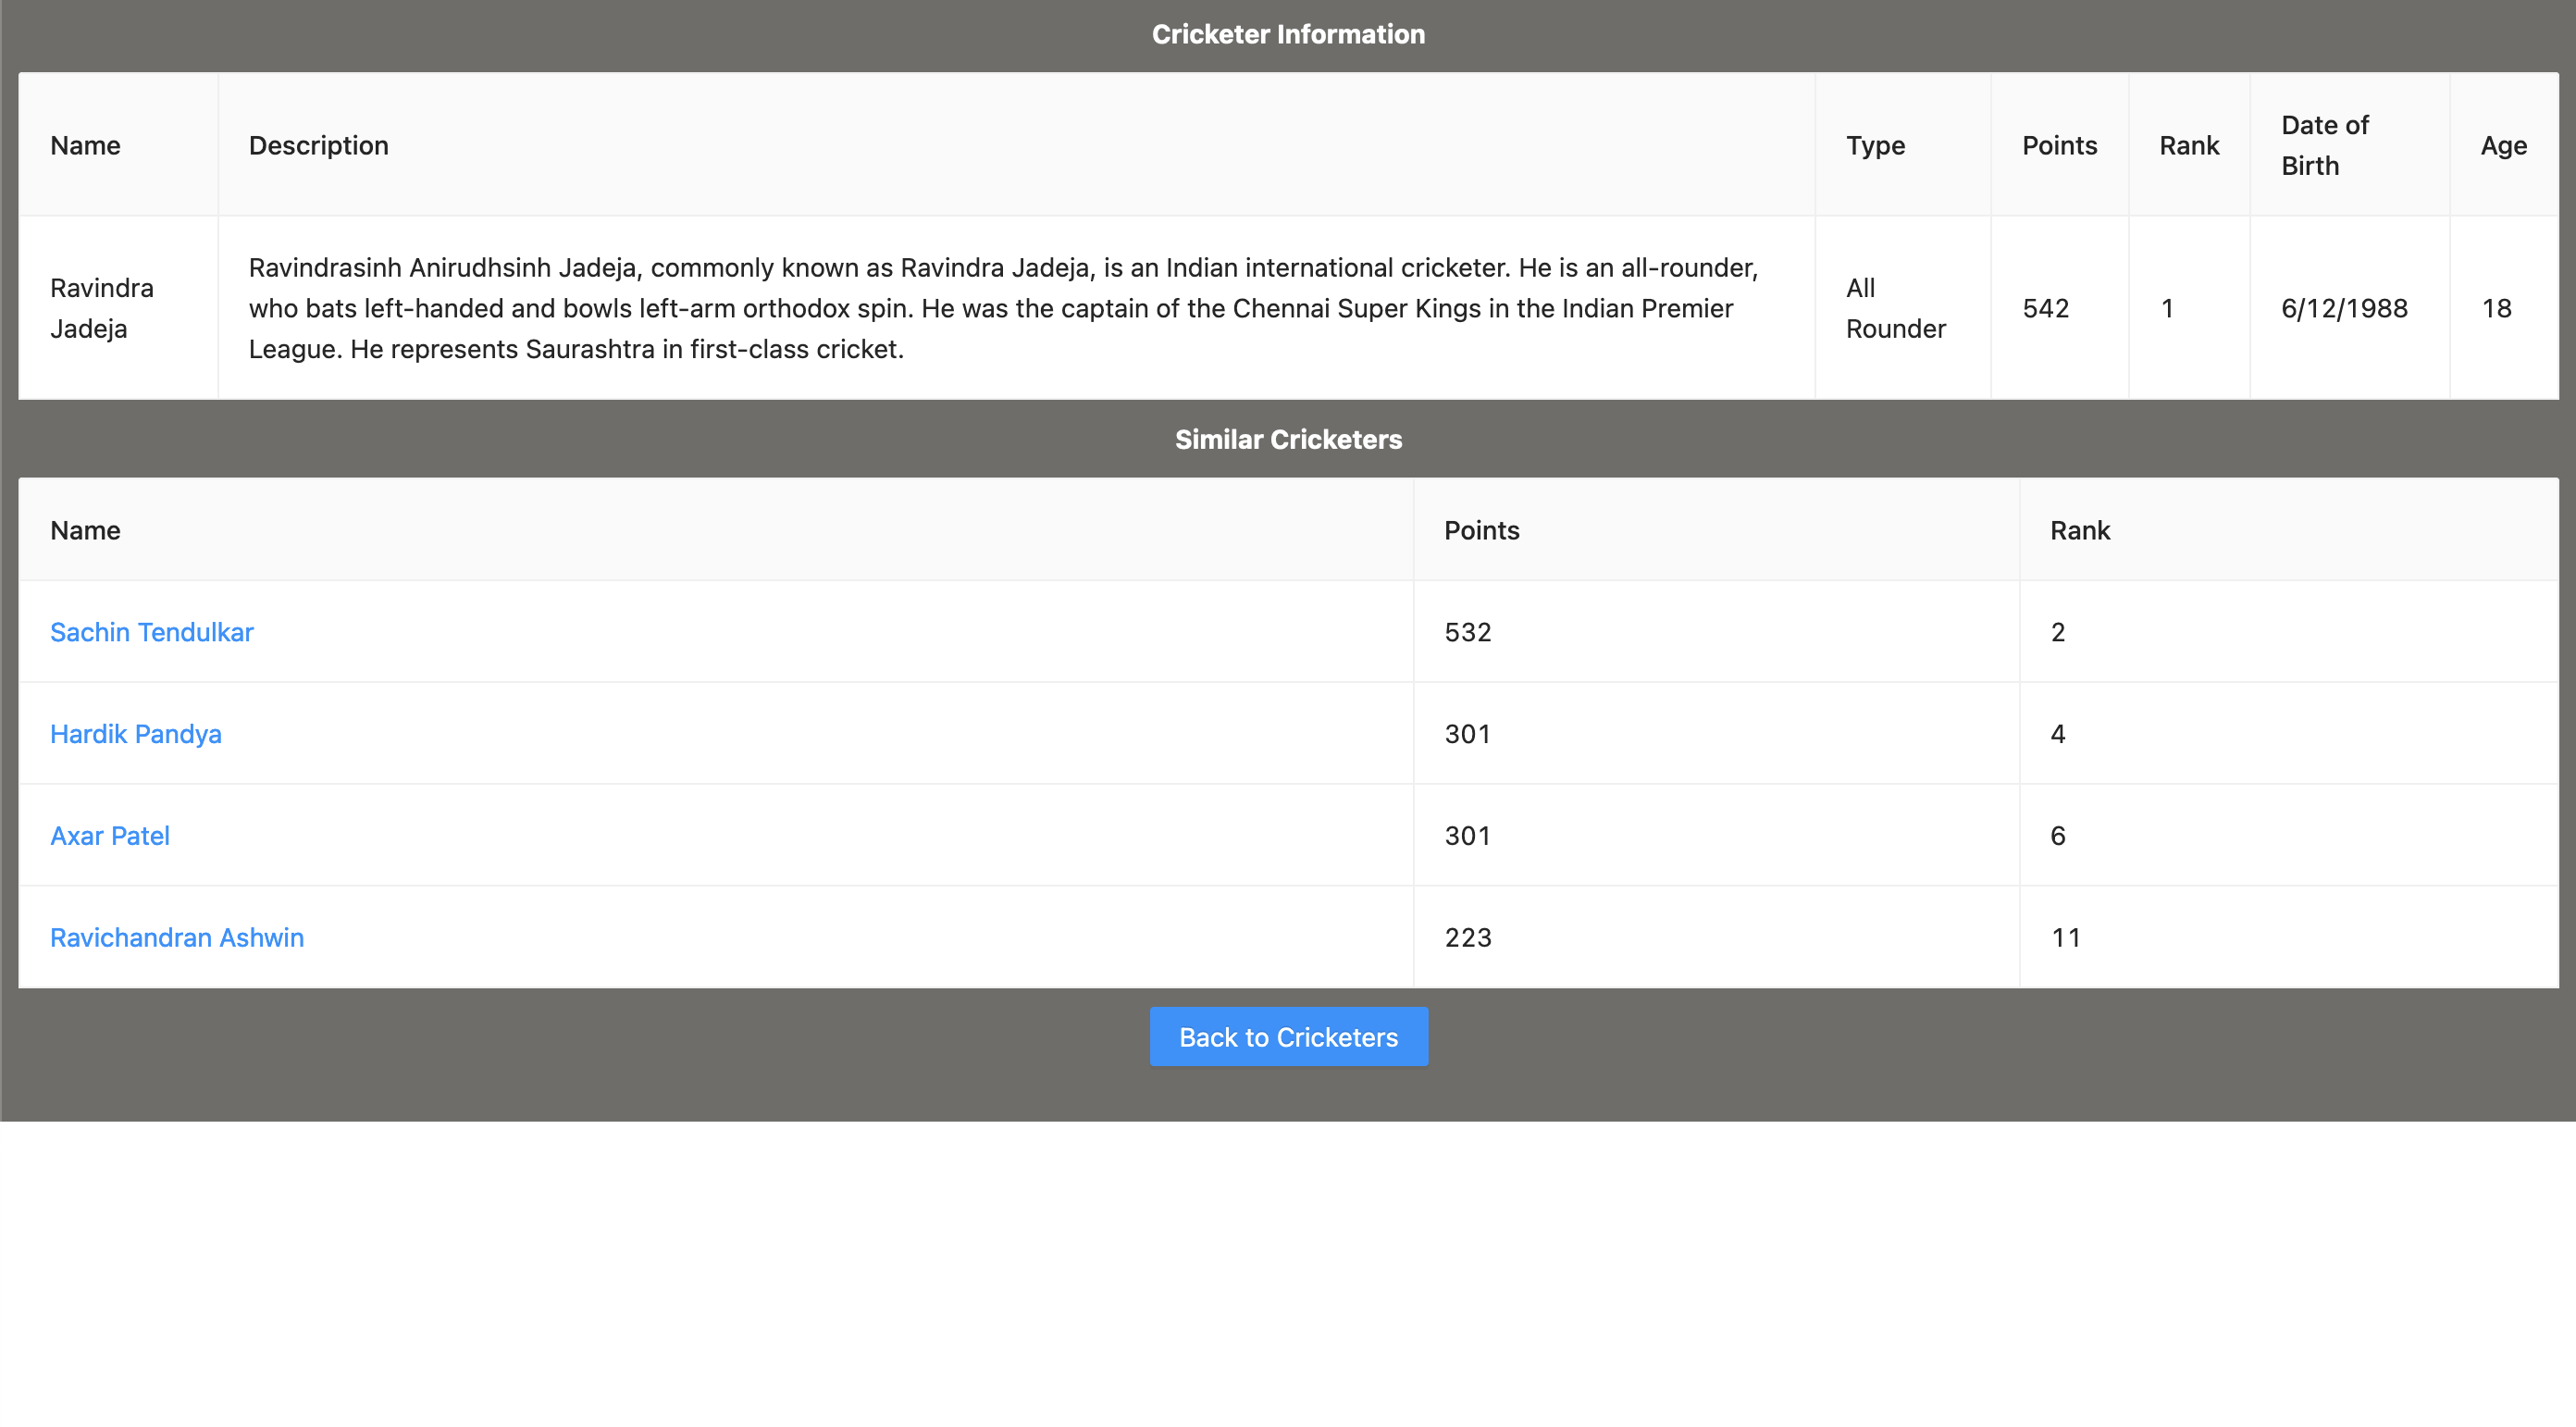 Cricketer Information
Name Description Type Points Rank Date of Birth Age
Ravindra Jadeja
Ravindrasinh Anirudhsinh Jadeja, commonly known as Ravindra Jadeja, is an Indian international cricketer. He is an all-rounder,
who bats left-handed and bowls left-arm orthodox spin. He was the captain of the Chennai Super Kings in the Indian Premier
League. He represents Saurashtra in first-class cricket.
All Rounder
542
1
6/12/1988
18
Similar Cricketers
Name Points Rank
Sachin Tendulkar 532 2
Hardik Pandya 301 4
Axar Patel 301 6
Ravichandran Ashwin 223 11
Back to Cricketers